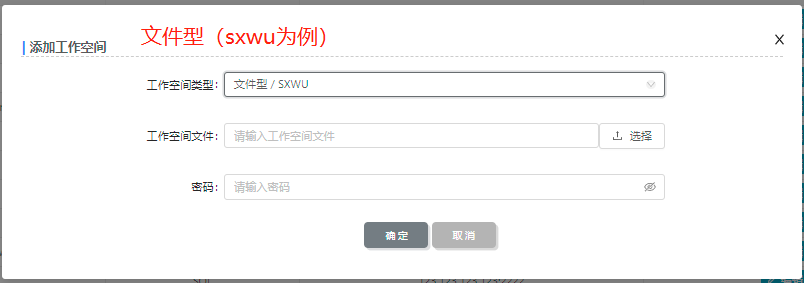 文件型（sxwu为例）
添加工作空间
X
工作空间类型：文件型 / SXWU
工作空间文件：请输入工作空间文件 选择
密码：请输入密码
确定 取消